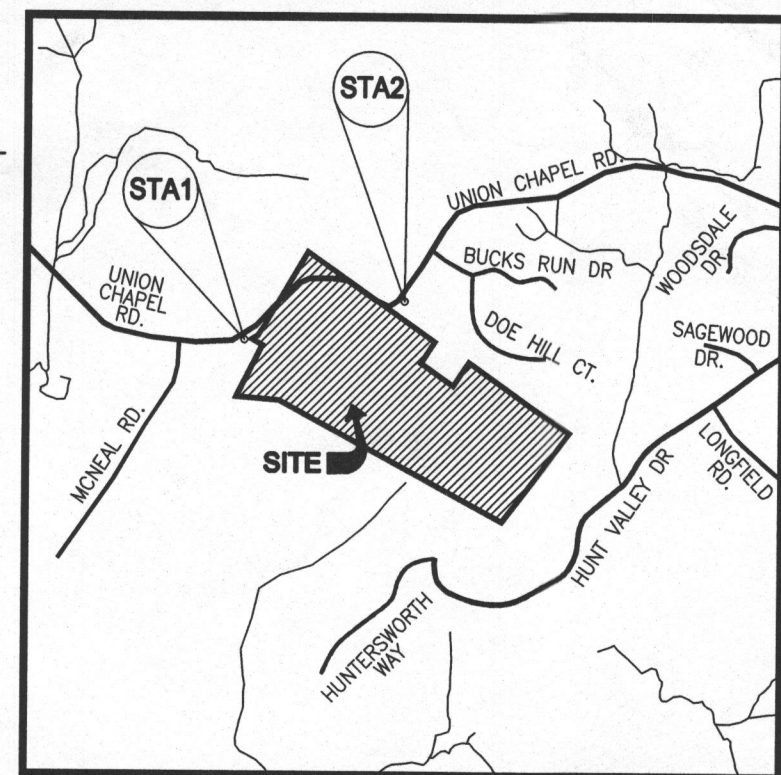 STA2
STA1
UNION CHAPEL RD.
UNION
CHAPEL
RD.
BUCKS RUN DR
WOODSDALE
DR.
DOE HILL CT.
SAGEWOOD
DR.
MCNEAL RD.
SITE
LONGFIELD
RD.
HUNT VALLEY DR
HUNTERSWORTH
WAY